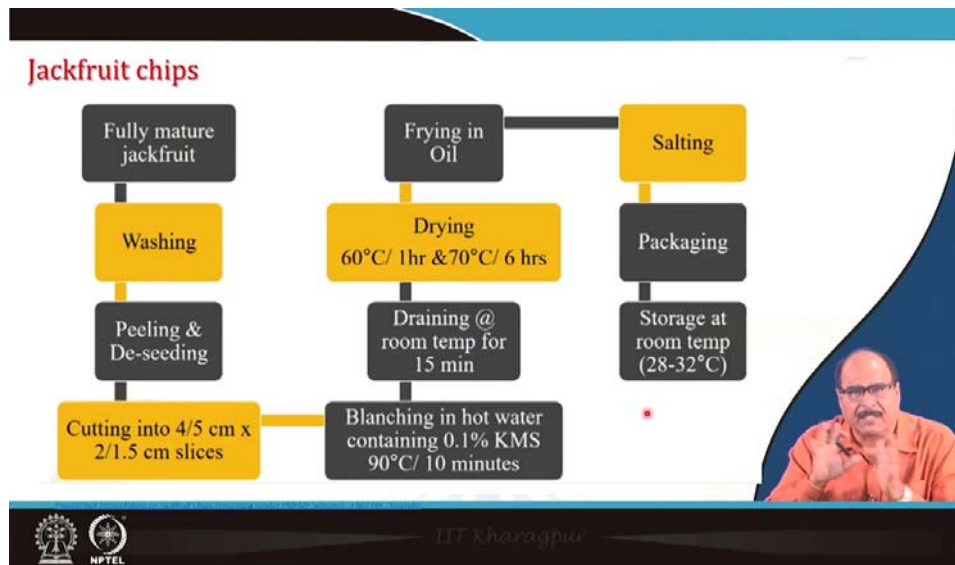 Jackfruit chips
Fully mature
jackfruit
Washing
Peeling &
De-seeding
Cutting into 4/5 cm x
2/1.5 cm slices
Blanching in hot water
containing 0.1% KMS
90°C/ 10 minutes
Draining @
room temp for
15 min
Drying
60°C/ 1hr &70°C/ 6 hrs
Frying in
Oil
Salting
Packaging
Storage at
room temp
(28-32°C)
NPTEL
IIT Kharagpur